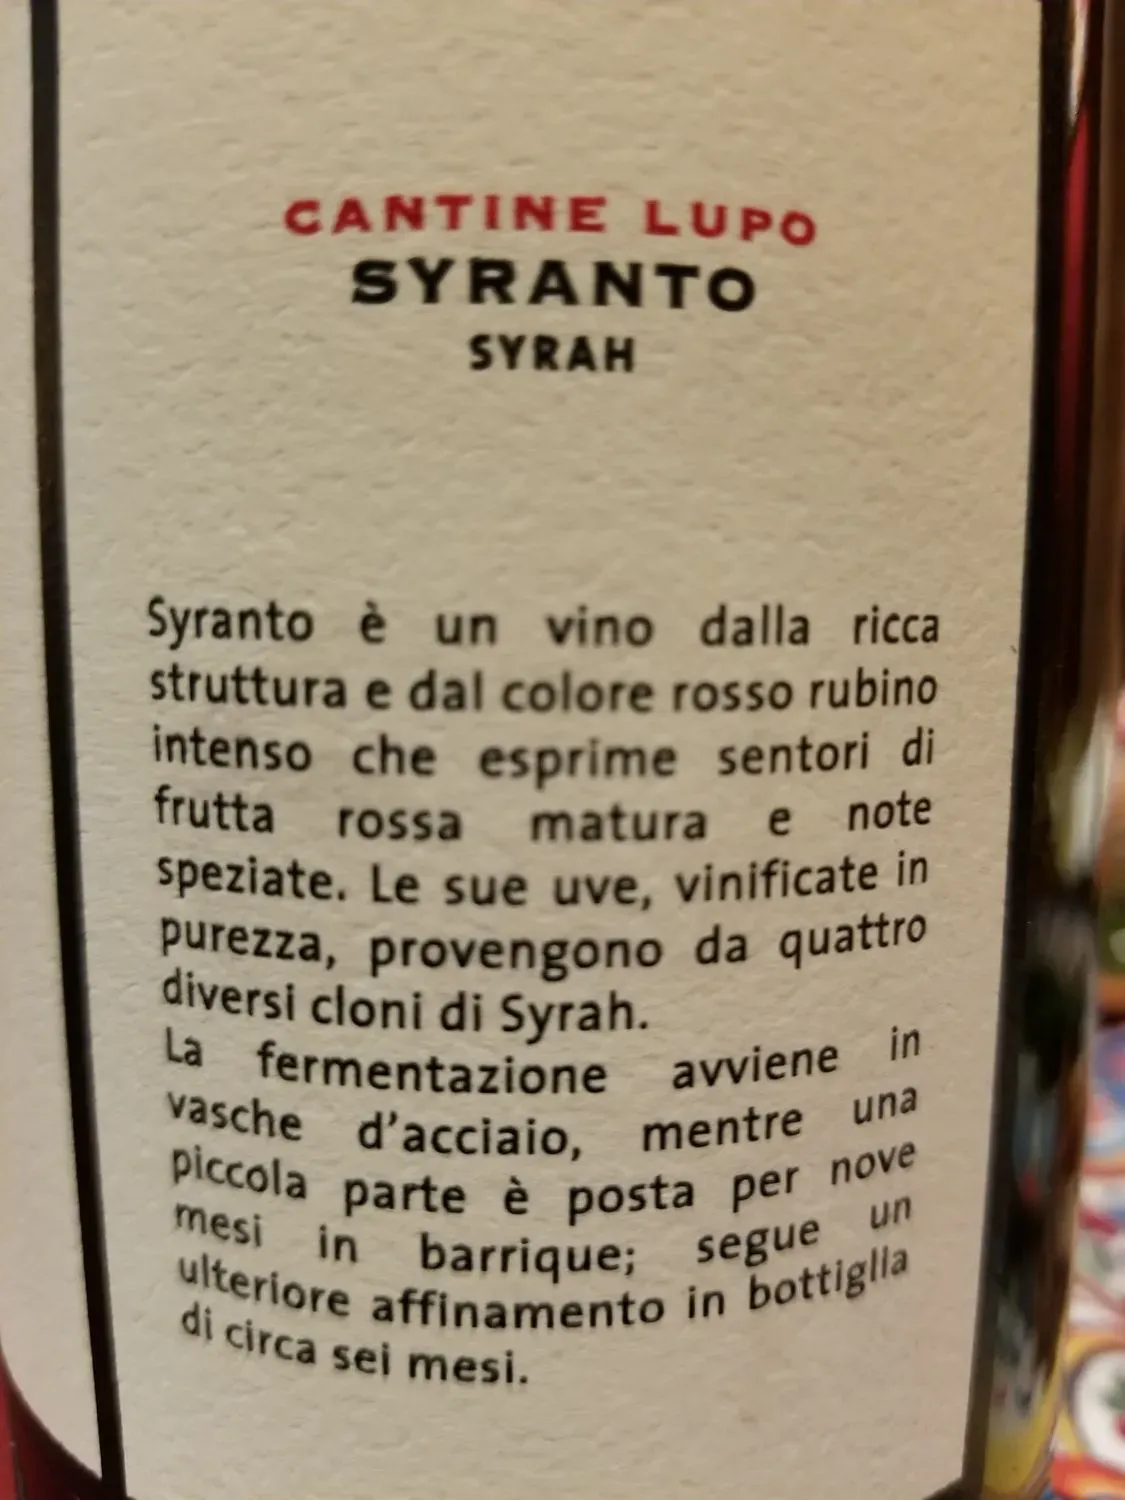 CANTINE LUPO
SYRANTO
SYRAH
Syranto è un vino dalla ricca
struttura e dal colore rosso rubino
intenso che esprime sentori di
frutta rossa matura e note
speziate. Le sue uve, vinificate in
purezza, provengono da quattro
diversi cloni di Syrah.
La fermentazione avviene in
vasche d'acciaio, mentre una
piccola parte è posta per nove
mesi in barrique; segue un
ulteriore affinamento in bottiglia
di circa sei mesi.